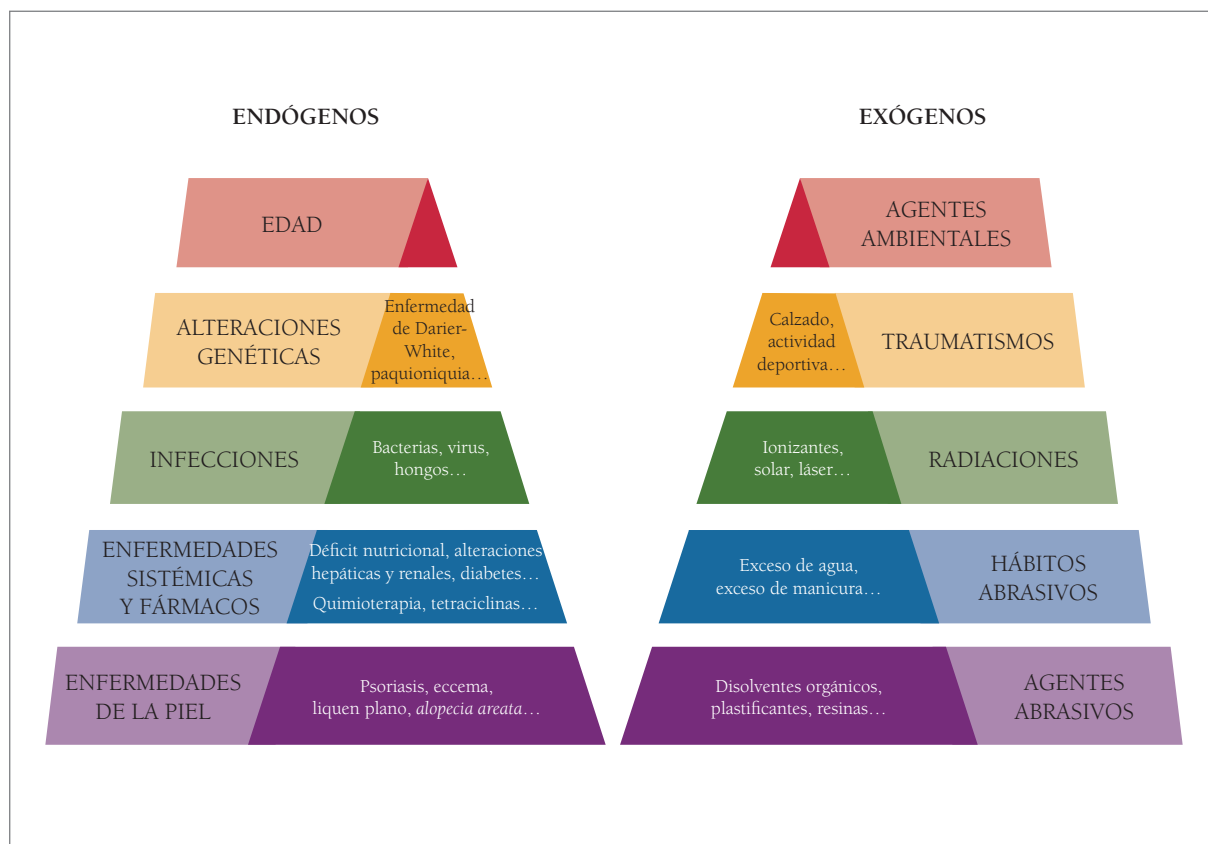 ENDÓGENOS
EDAD
ALTERACIONES
GENÉTICAS
Enfermedad
de Darier-
White,
paquioniquia…
INFECCIONES
Bacterias, virus,
hongos…
ENFERMEDADES
SISTÉMICAS
Y FÁRMACOS
Déficit nutricional, alteraciones
hepáticas y renales, diabetes…
Quimioterapia, tetraciclinas…
ENFERMEDADES
DE LA PIEL
Psoriasis, eccema,
liquen plano, alopecia areata…
EXÓGENOS
AGENTES
AMBIENTALES
Calzado,
actividad
deportiva…
TRAUMATISMOS
Ionizantes,
solar, láser…
RADIACIONES
Exceso de agua,
exceso de manicura…
HÁBITOS
ABRASIVOS
Disolventes orgánicos,
plastificantes, resinas…
AGENTES
ABRASIVOS